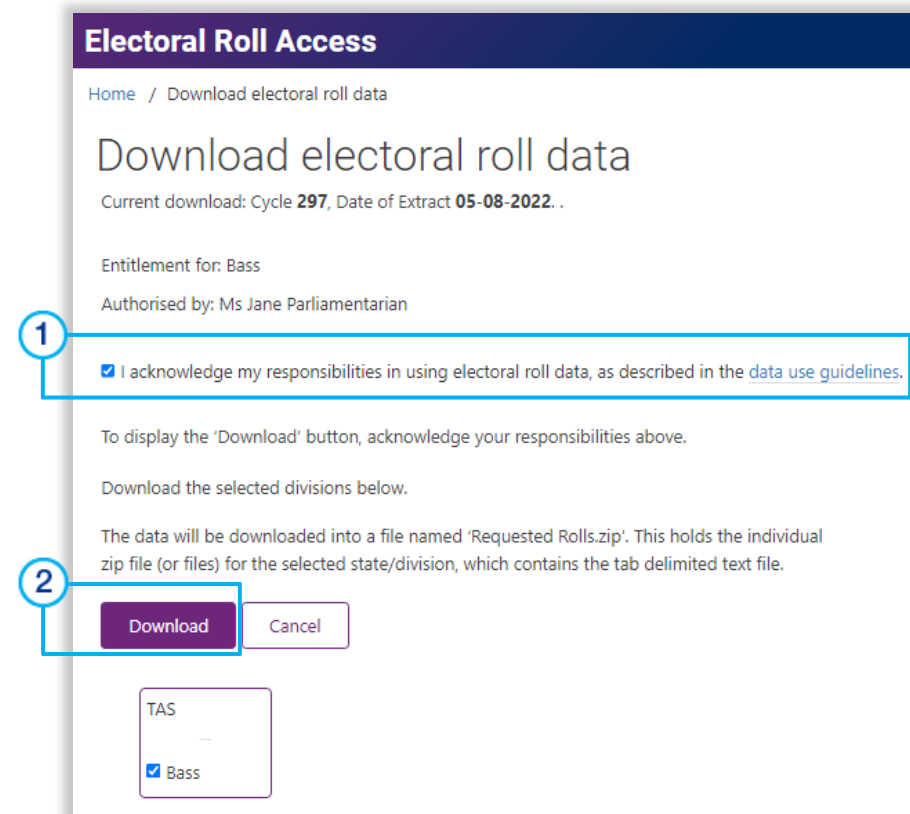 Electoral Roll Access
Home / Download electoral roll data
Download electoral roll data
Current download: Cycle 297, Date of Extract 05-08-2022. .
Entitlement for: Bass
Authorised by: Ms Jane Parliamentarian
1
I acknowledge my responsibilities in using electoral roll data, as described in the data use guidelines.
To display the ‘Download’ button, acknowledge your responsibilities above.
Download the selected divisions below.
The data will be downloaded into a file named ‘Requested Rolls.zip’. This holds the individual
zip file (or files) for the selected state/division, which contains the tab delimited text file.
2
Download Cancel
TAS
Bass